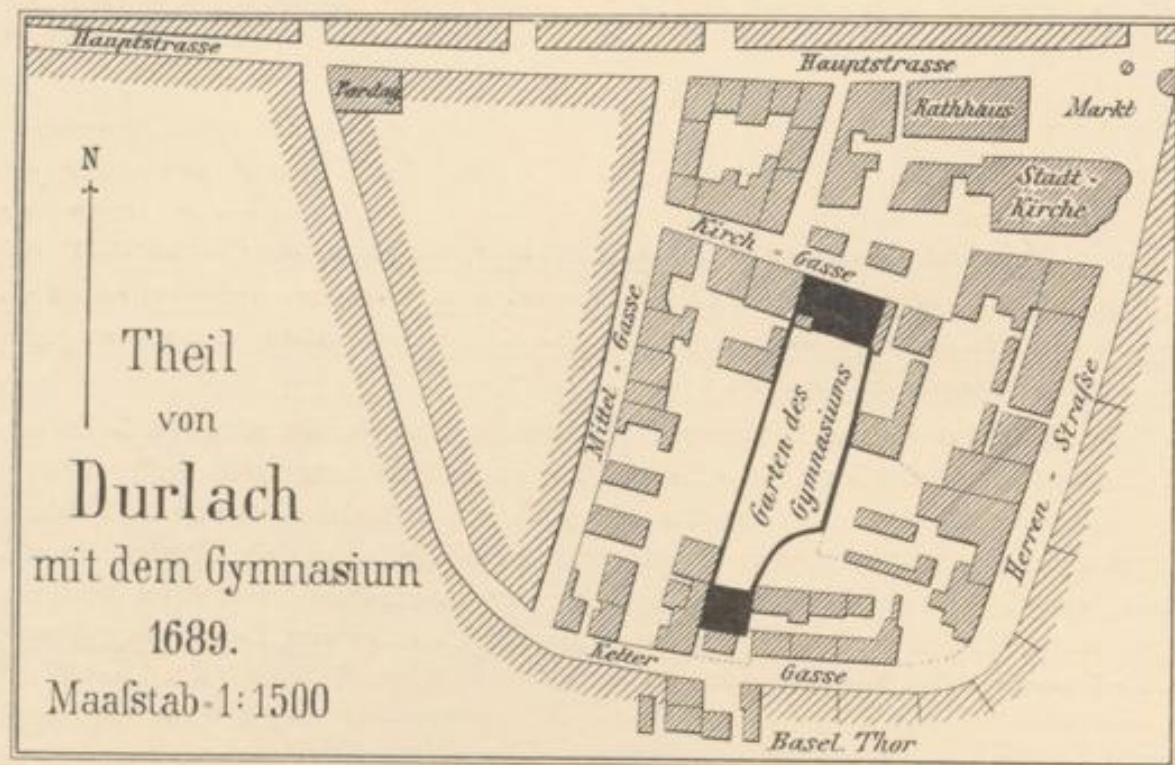 Hauptstrasse
Hauptstrasse
Rathhaus
Markt
Stadt-
Kirche
N
Kirch - Gasse
Mittel - Gasse
Garten des
Gymnasiums
Herren - Straſse
Theil
von
Durlach
mit dem Gymnasium
1689.
Maaſstab-1:1500
Kelter Gasse
Basel. Thor